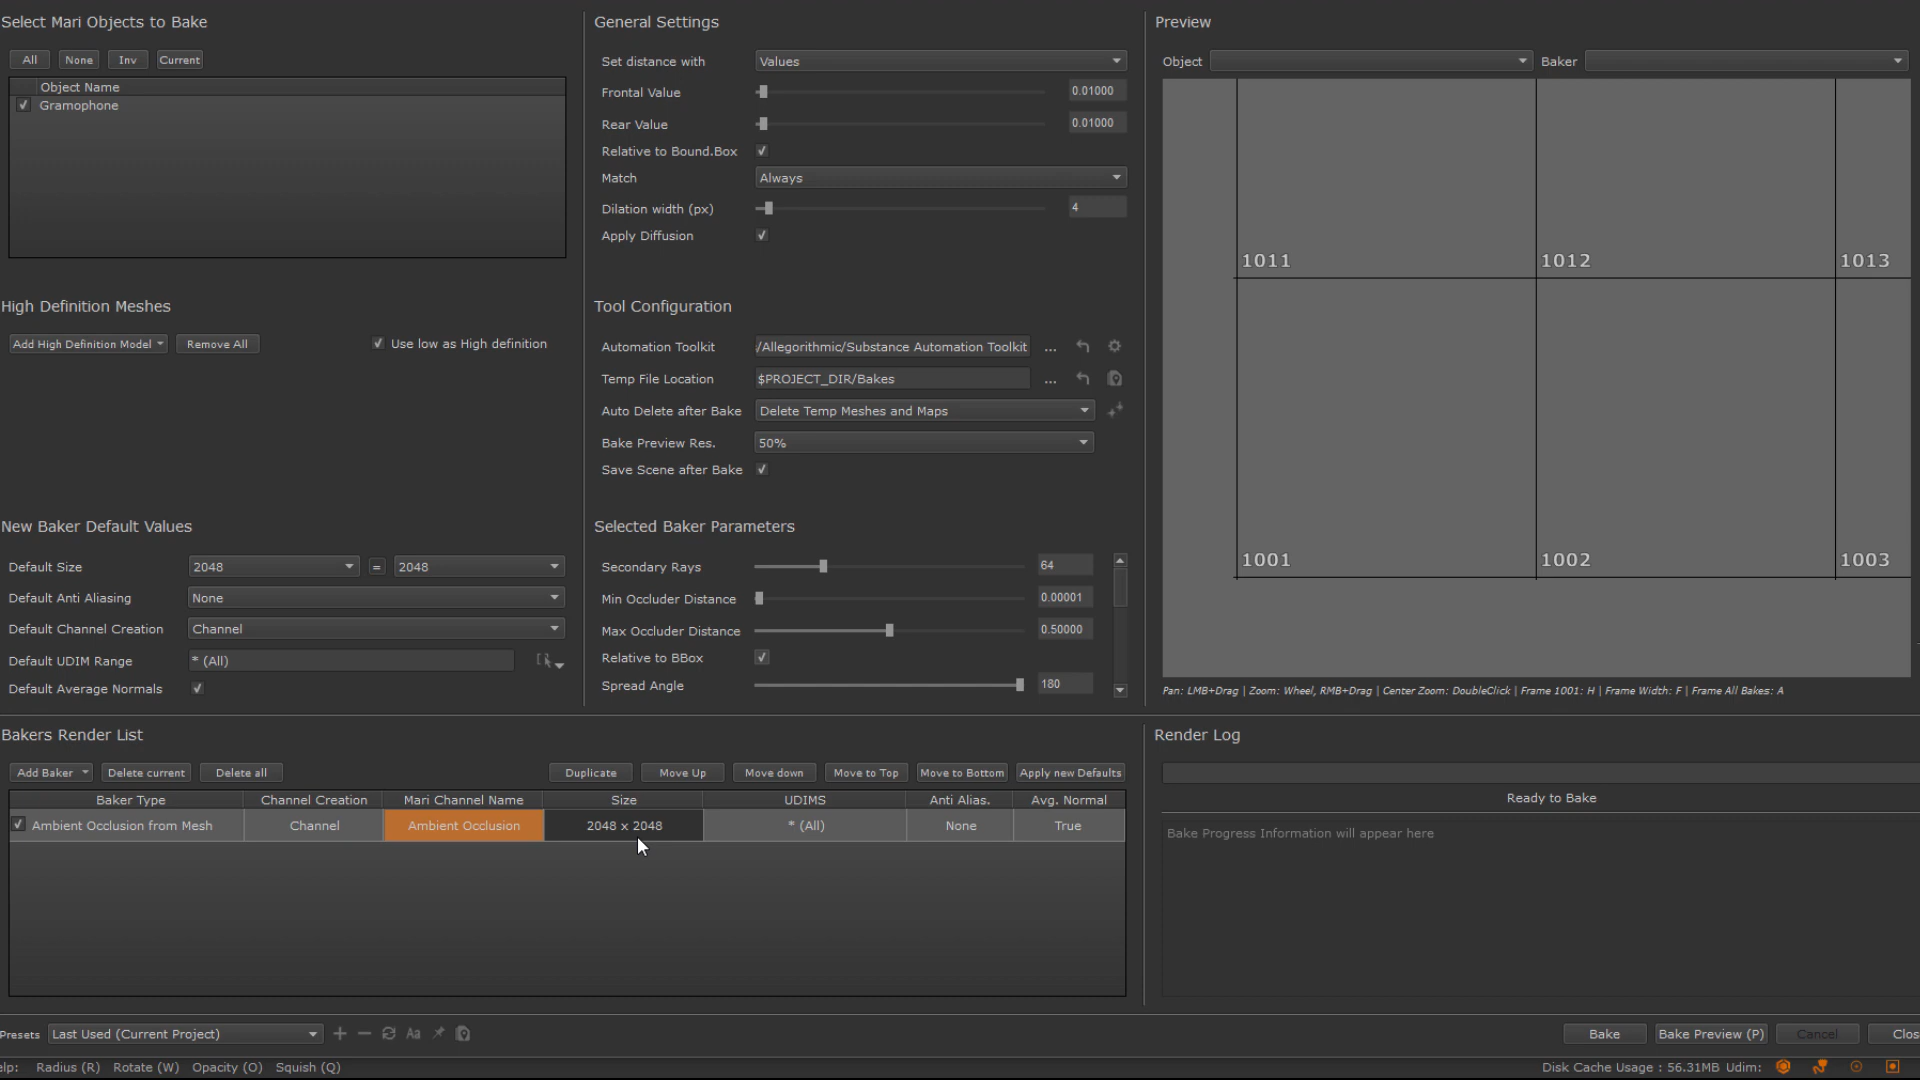 Select Mari Objects to Bake
All None Inv Current
Object Name
Gramophone
High Definition Meshes
Add High Definition Model Remove All Use low as High definition
New Baker Default Values
Default Size 2048 = 2048
Default Anti Aliasing None
Default Channel Creation Channel
Default UDIM Range * (All)
Default Average Normals
General Settings
Set distance with Values
Frontal Value 0.01000
Rear Value 0.01000
Relative to Bound.Box
Match Always
Dilation width (px) 4
Apply Diffusion
Tool Configuration
Automation Toolkit /Allegorithmic/Substance Automation Toolkit ...
Temp File Location $PROJECT_DIR/Bakes ...
Auto Delete after Bake Delete Temp Meshes and Maps
Bake Preview Res. 50%
Save Scene after Bake
Selected Baker Parameters
Secondary Rays 64
Min Occluder Distance 0.00001
Max Occluder Distance 0.50000
Relative to BBox
Spread Angle 180
Preview
Object Baker
1011 1012 1013
1001 1002 1003
Pan: LMB+Drag | Zoom: Wheel, RMB+Drag | Center Zoom: DoubleClick | Frame 1001: H | Frame Width: F | Frame All Bakes: A
Bakers Render List
Add Baker Delete current Delete all Duplicate Move Up Move down Move to Top Move to Bottom Apply new Defaults
Baker Type Channel Creation Mari Channel Name Size UDIMS Anti Alias. Avg. Normal
Ambient Occlusion from Mesh Channel Ambient Occlusion 2048 x 2048 * (All) None True
Render Log
Ready to Bake
Bake Progress Information will appear here
Presets Last Used (Current Project) Aa
Bake Bake Preview (P) Cancel Clos
elp: Radius (R) Rotate (W) Opacity (O) Squish (Q)
Disk Cache Usage : 56.31MB Udim: